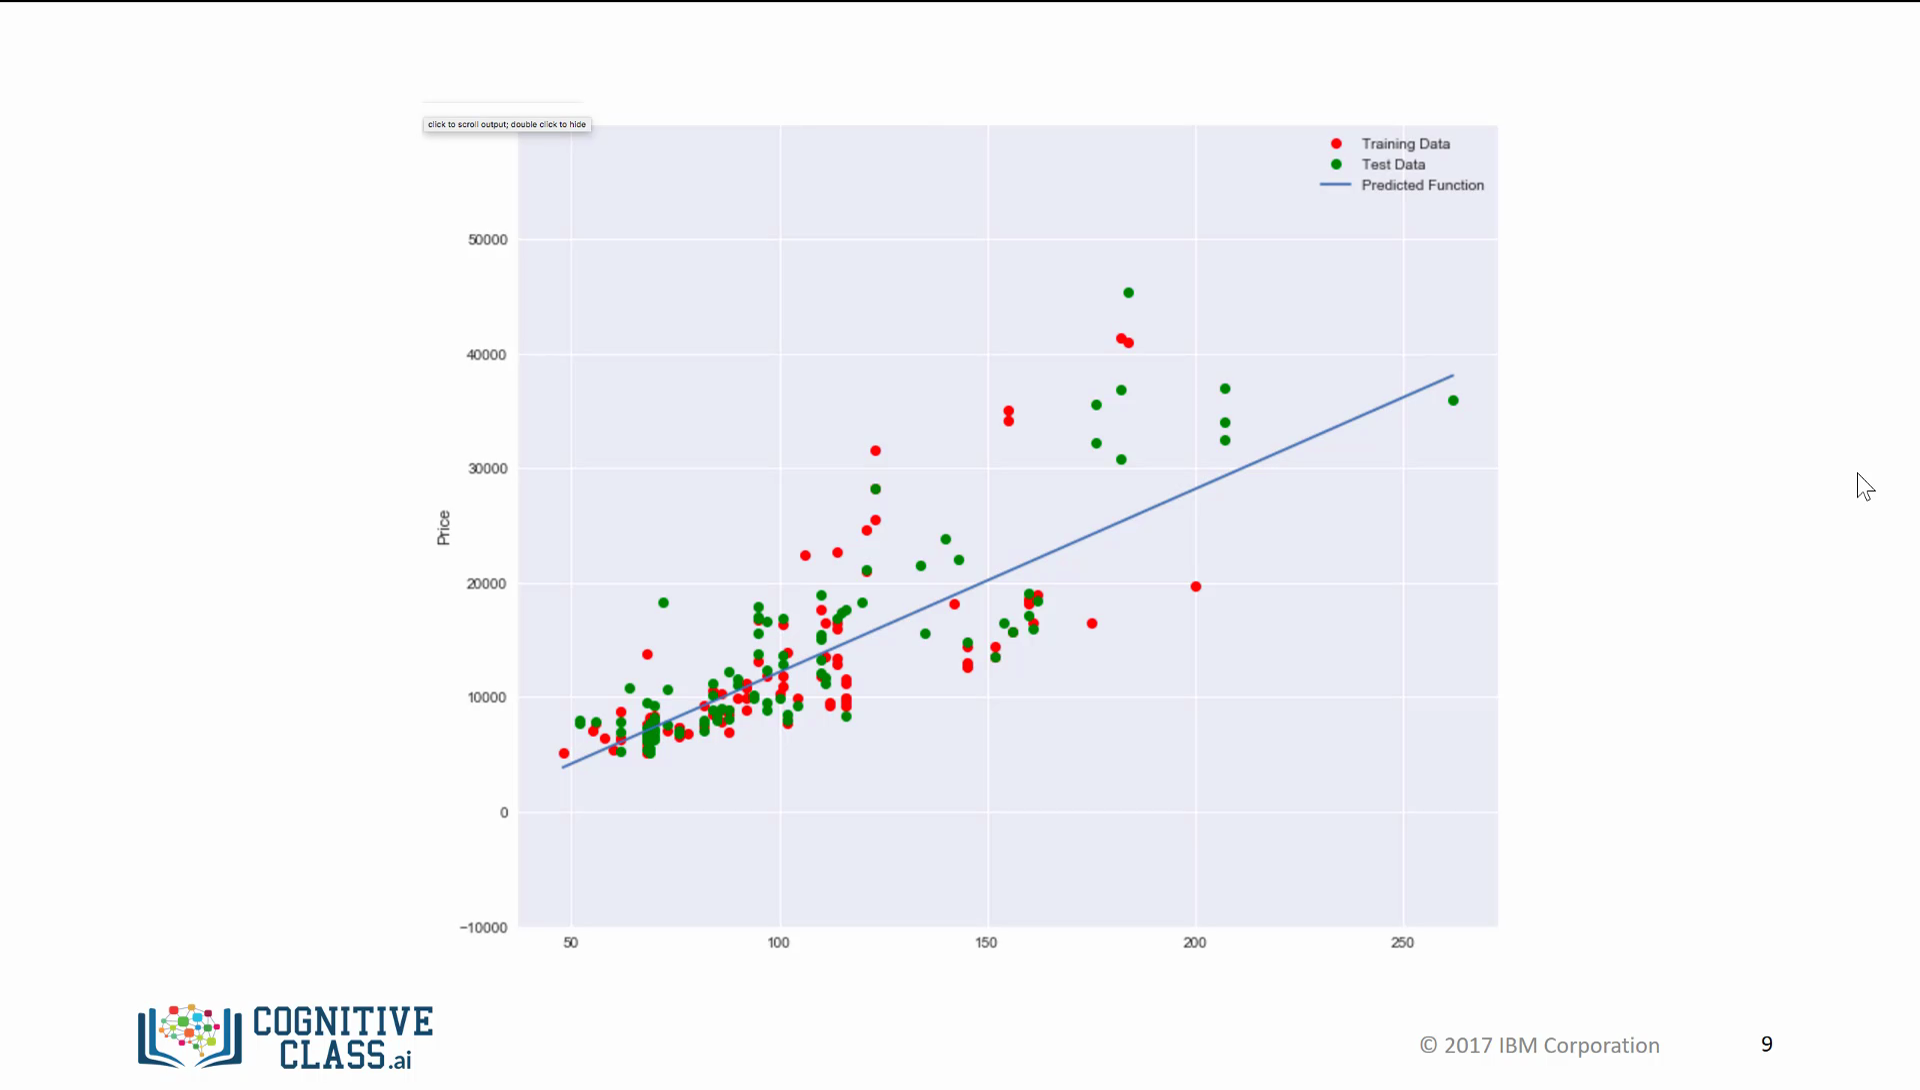 click to scroll output; double click to hide
Training Data
Test Data
Predicted Function
50000
40000
30000
Price
20000
10000
0
−10000
50 100 150 200 250
COGNITIVE
CLASS.ai
© 2017 IBM Corporation 9